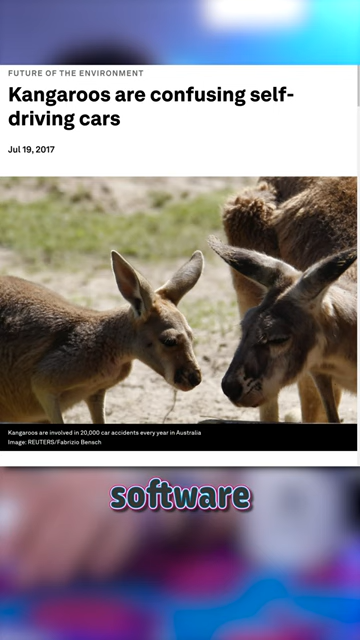 FUTURE OF THE ENVIRONMENT
Kangaroos are confusing self-
driving cars
Jul 19, 2017
Kangaroos are involved in 20,000 car accidents every year in Australia
Image: REUTERS/Fabrizio Bensch
software